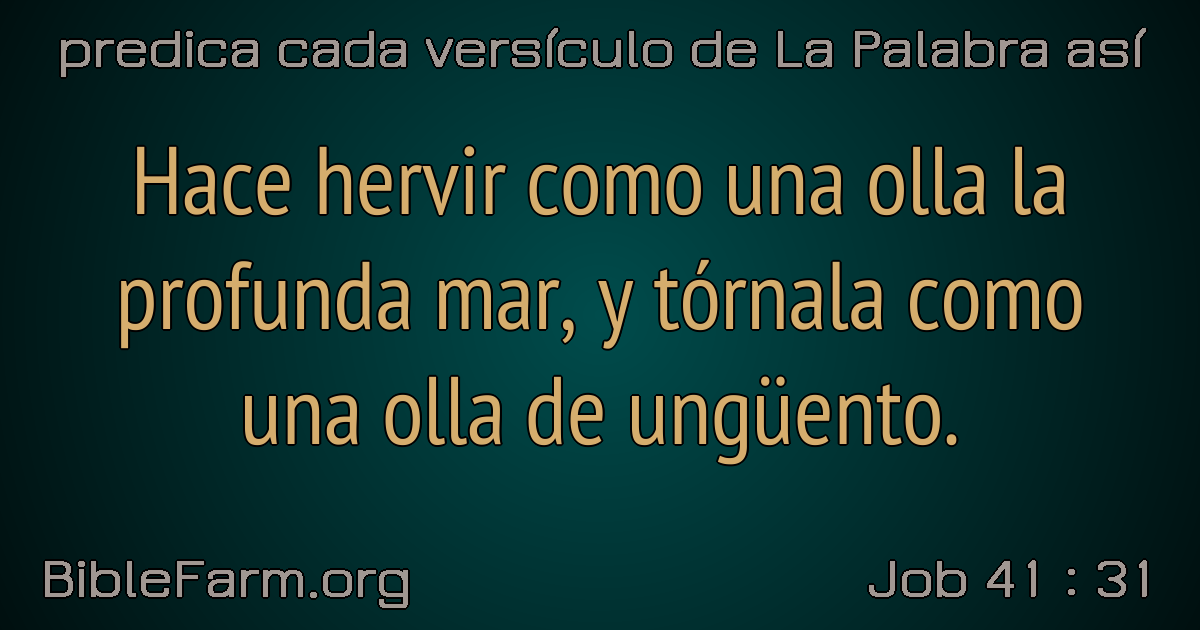 predica cada versículo de La Palabra así
Hace hervir como una olla la
profunda mar, y tórnala como
una olla de ungüento.
BibleFarm.org
Job 41 : 31